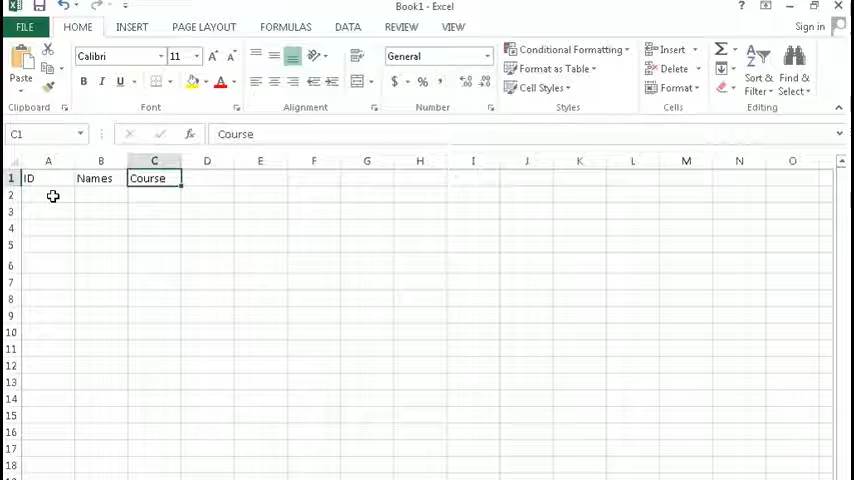 Book1 - Excel
?
FILE HOME INSERT PAGE LAYOUT FORMULAS DATA REVIEW VIEW Sign in
Paste
Calibri 11 A A
B I U A
General
$ % , .0 .00
Conditional Formatting
Format as Table
Cell Styles
Insert
Delete
Format
Σ
Sort & Filter
Find & Select
Clipboard Font Alignment Number Styles Cells Editing
C1 fx Course
A B C D E F G H I J K L M N O
1 ID Names Course
2
3
4
5
6
7
8
9
10
11
12
13
14
15
16
17
18